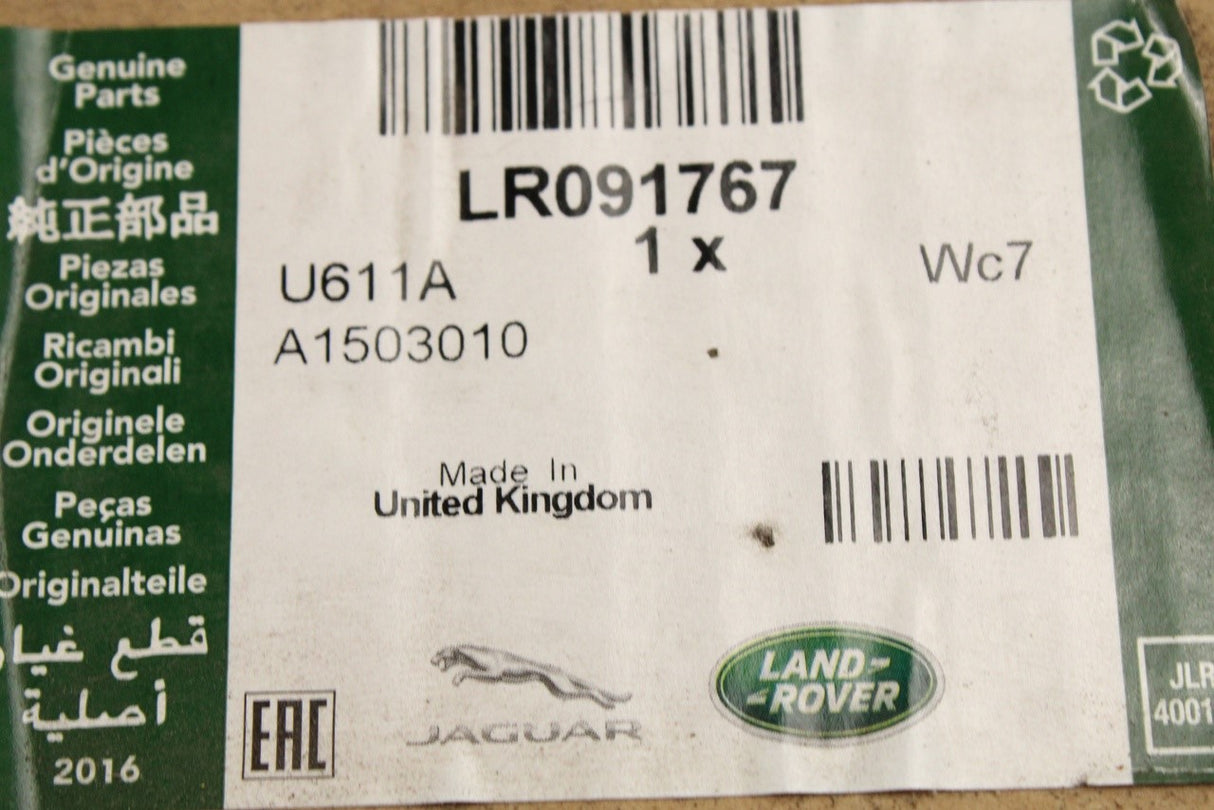 Genuine
Parts
Pièces
d'Origine
純正部品
Piezas
Originales
Ricambi
Originali
Originele
Onderdelen
Peças
Genuinas
Originalteile
قطع غيار
أصلية
2016
LR091767
1 x
U611A
Wc7
A1503010
Made In
United Kingdom
EAC
JAGUAR
LAND-
-ROVER
JLR
4001